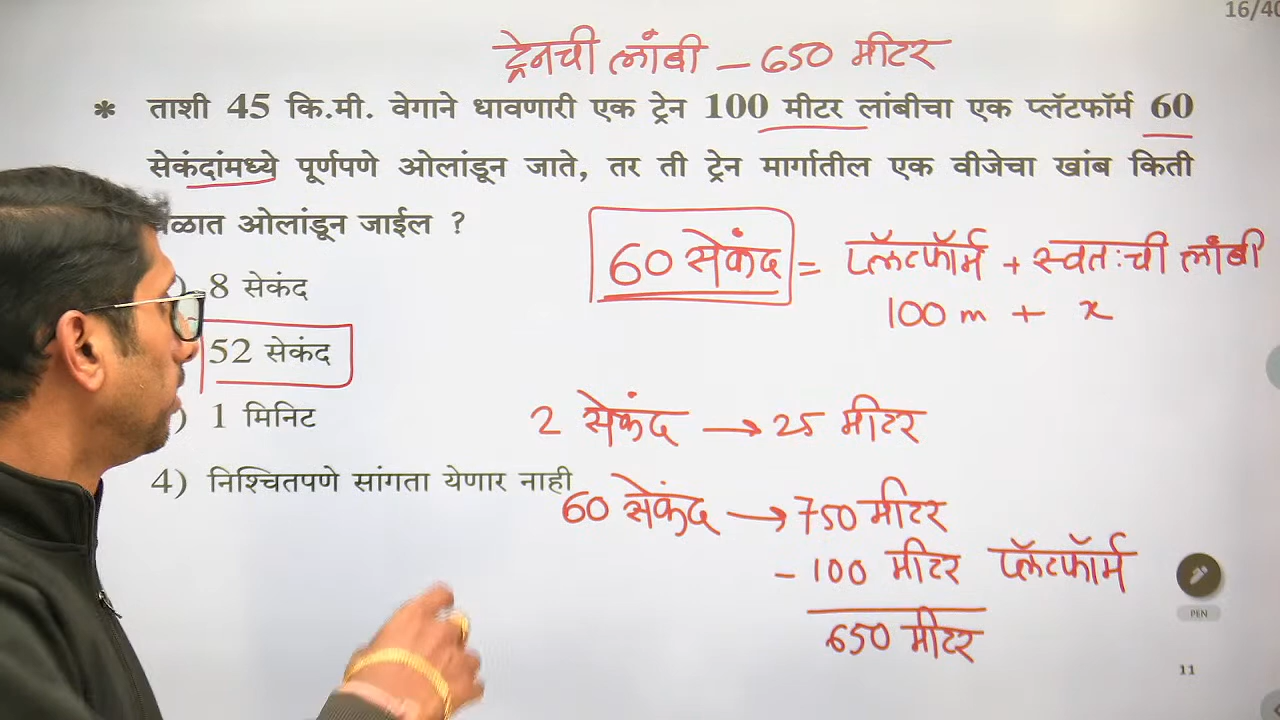 16/40
ट्रेनची लांबी – 650 मीटर
* ताशी 45 कि.मी. वेगाने धावणारी एक ट्रेन 100 मीटर लांबीचा एक प्लॅटफॉर्म 60
सेकंदांमध्ये पूर्णपणे ओलांडून जाते, तर ती ट्रेन मार्गातील एक वीजेचा खांब किती
ओलांडून जाईल ?
60 सेकंद = प्लॅटफॉर्म + स्वतःची लांबी
100 m + x
) 8 सेकंद
52 सेकंद
) 1 मिनिट
4) निश्चितपणे सांगता येणार नाही
2 सेकंद → 25 मीटर
60 सेकंद → 750 मीटर
– 100 मीटर प्लॅटफॉर्म
650 मीटर
PEN
11